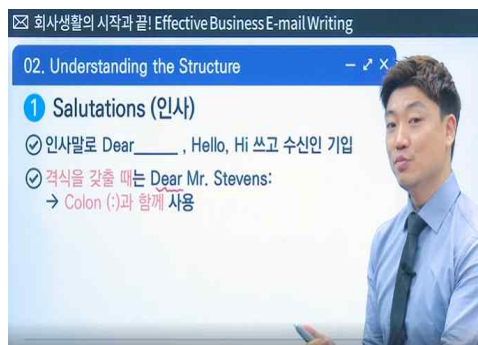 회사생활의 시작과 끝! Effective Business E-mail Writing
02. Understanding the Structure
1 Salutations (인사)
인사말로 Dear______ , Hello, Hi 쓰고 수신인 기입
격식을 갖출 때는 Dear Mr. Stevens:
→ Colon (:)과 함께 사용